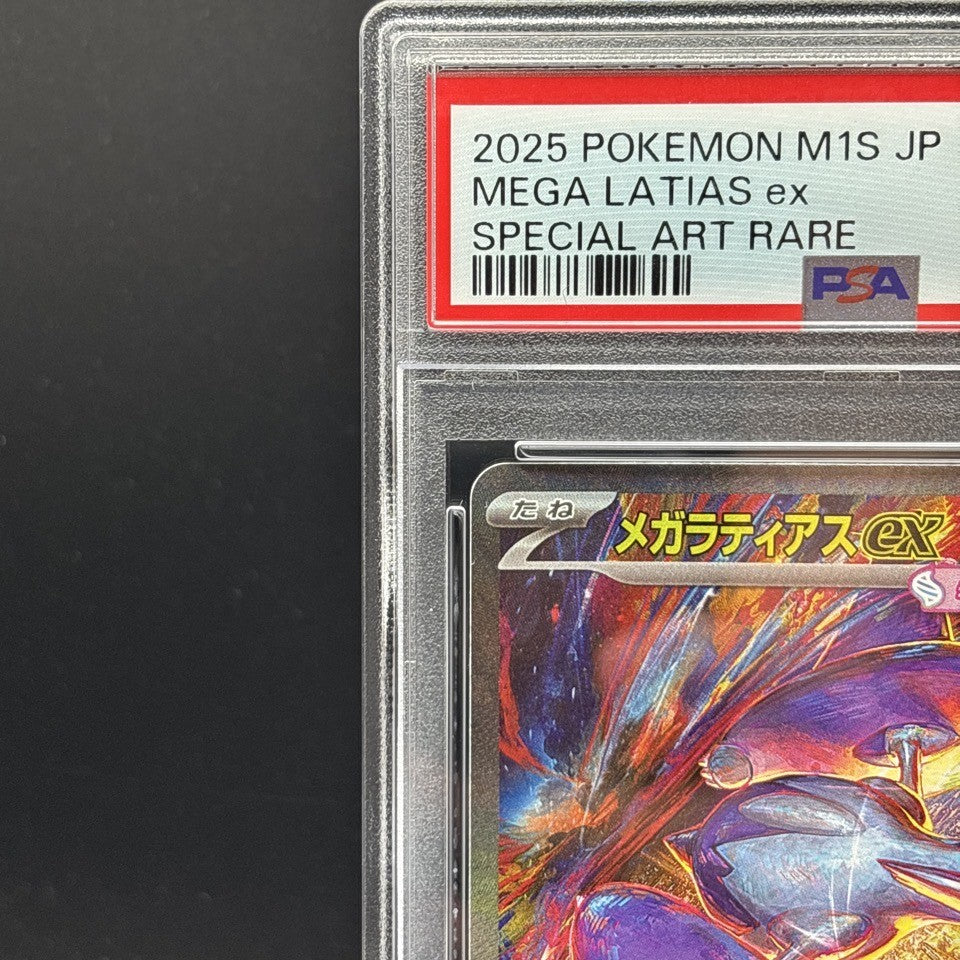 2025 POKEMON M1S JP
MEGA LATIAS ex
SPECIAL ART RARE
PSA
たね
メガラティアスex